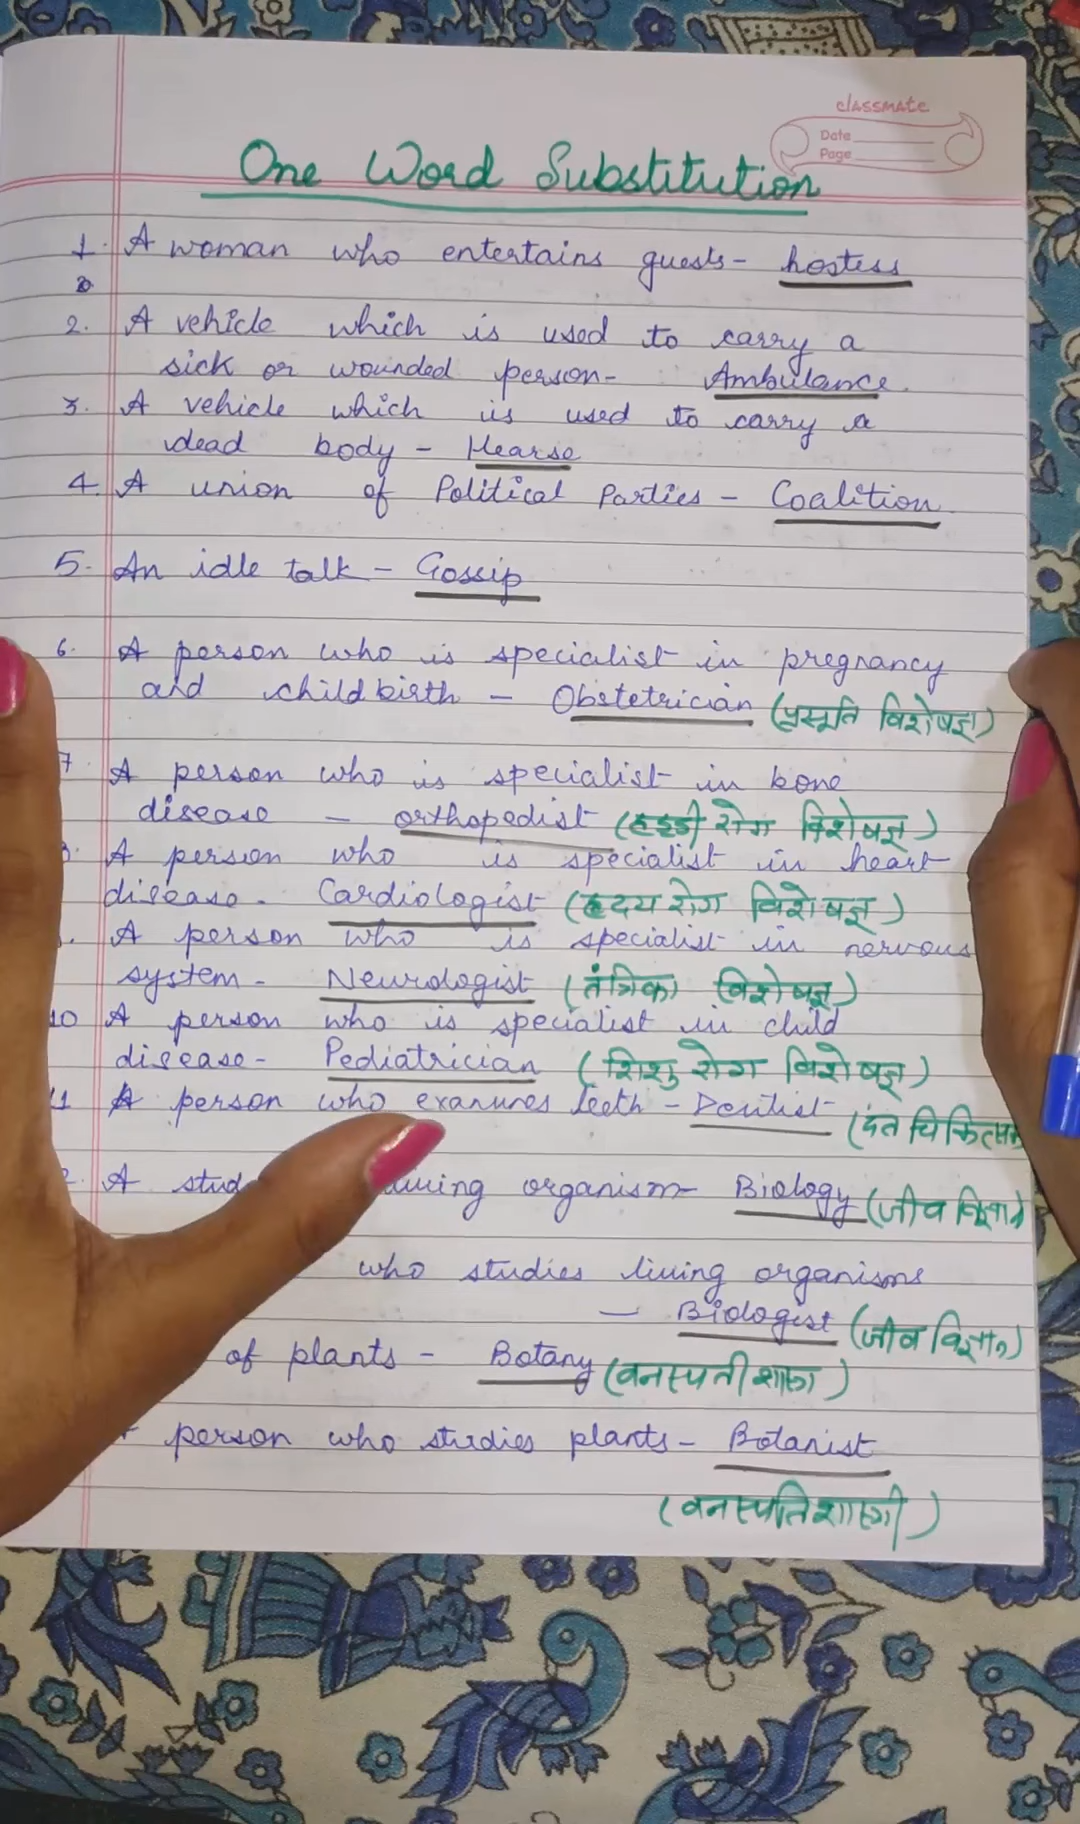 classmate
Date
Page
One Word Substitution
1. A woman who entertains guests- hostess
2. A vehicle which is used to carry a
sick or wounded person- Ambulance.
3. A vehicle which is used to carry a
dead body - Hearse
4. A union of Political Parties - Coalition
5. An idle talk - Gossip
6. A person who is specialist in pregnancy
and childbirth - Obstetrician (प्रसूति विशेषज्ञ)
7. A person who is specialist in bone
disease - orthopedist (हड्डी रोग विशेषज्ञ)
8. A person who is specialist in heart
disease- Cardiologist (हृदय रोग विशेषज्ञ)
A person who is specialist in nervous
system- Neurologist (तंत्रिका विशेषज्ञ)
10 A person who is specialist in child
disease- Pediatrician (शिशु रोग विशेषज्ञ)
11 A person who examines teeth - Dentist (दंत चिकित्सक
2. A living organism- Biology (जीव विज्ञान)
who studies living organisms
- Biologist (जीव विज्ञान)
of plants - Botany (वनस्पती शास्त्र)
person who studies plants- Botanist
(वनस्पति शास्त्री)